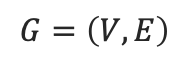 G = (V, E)